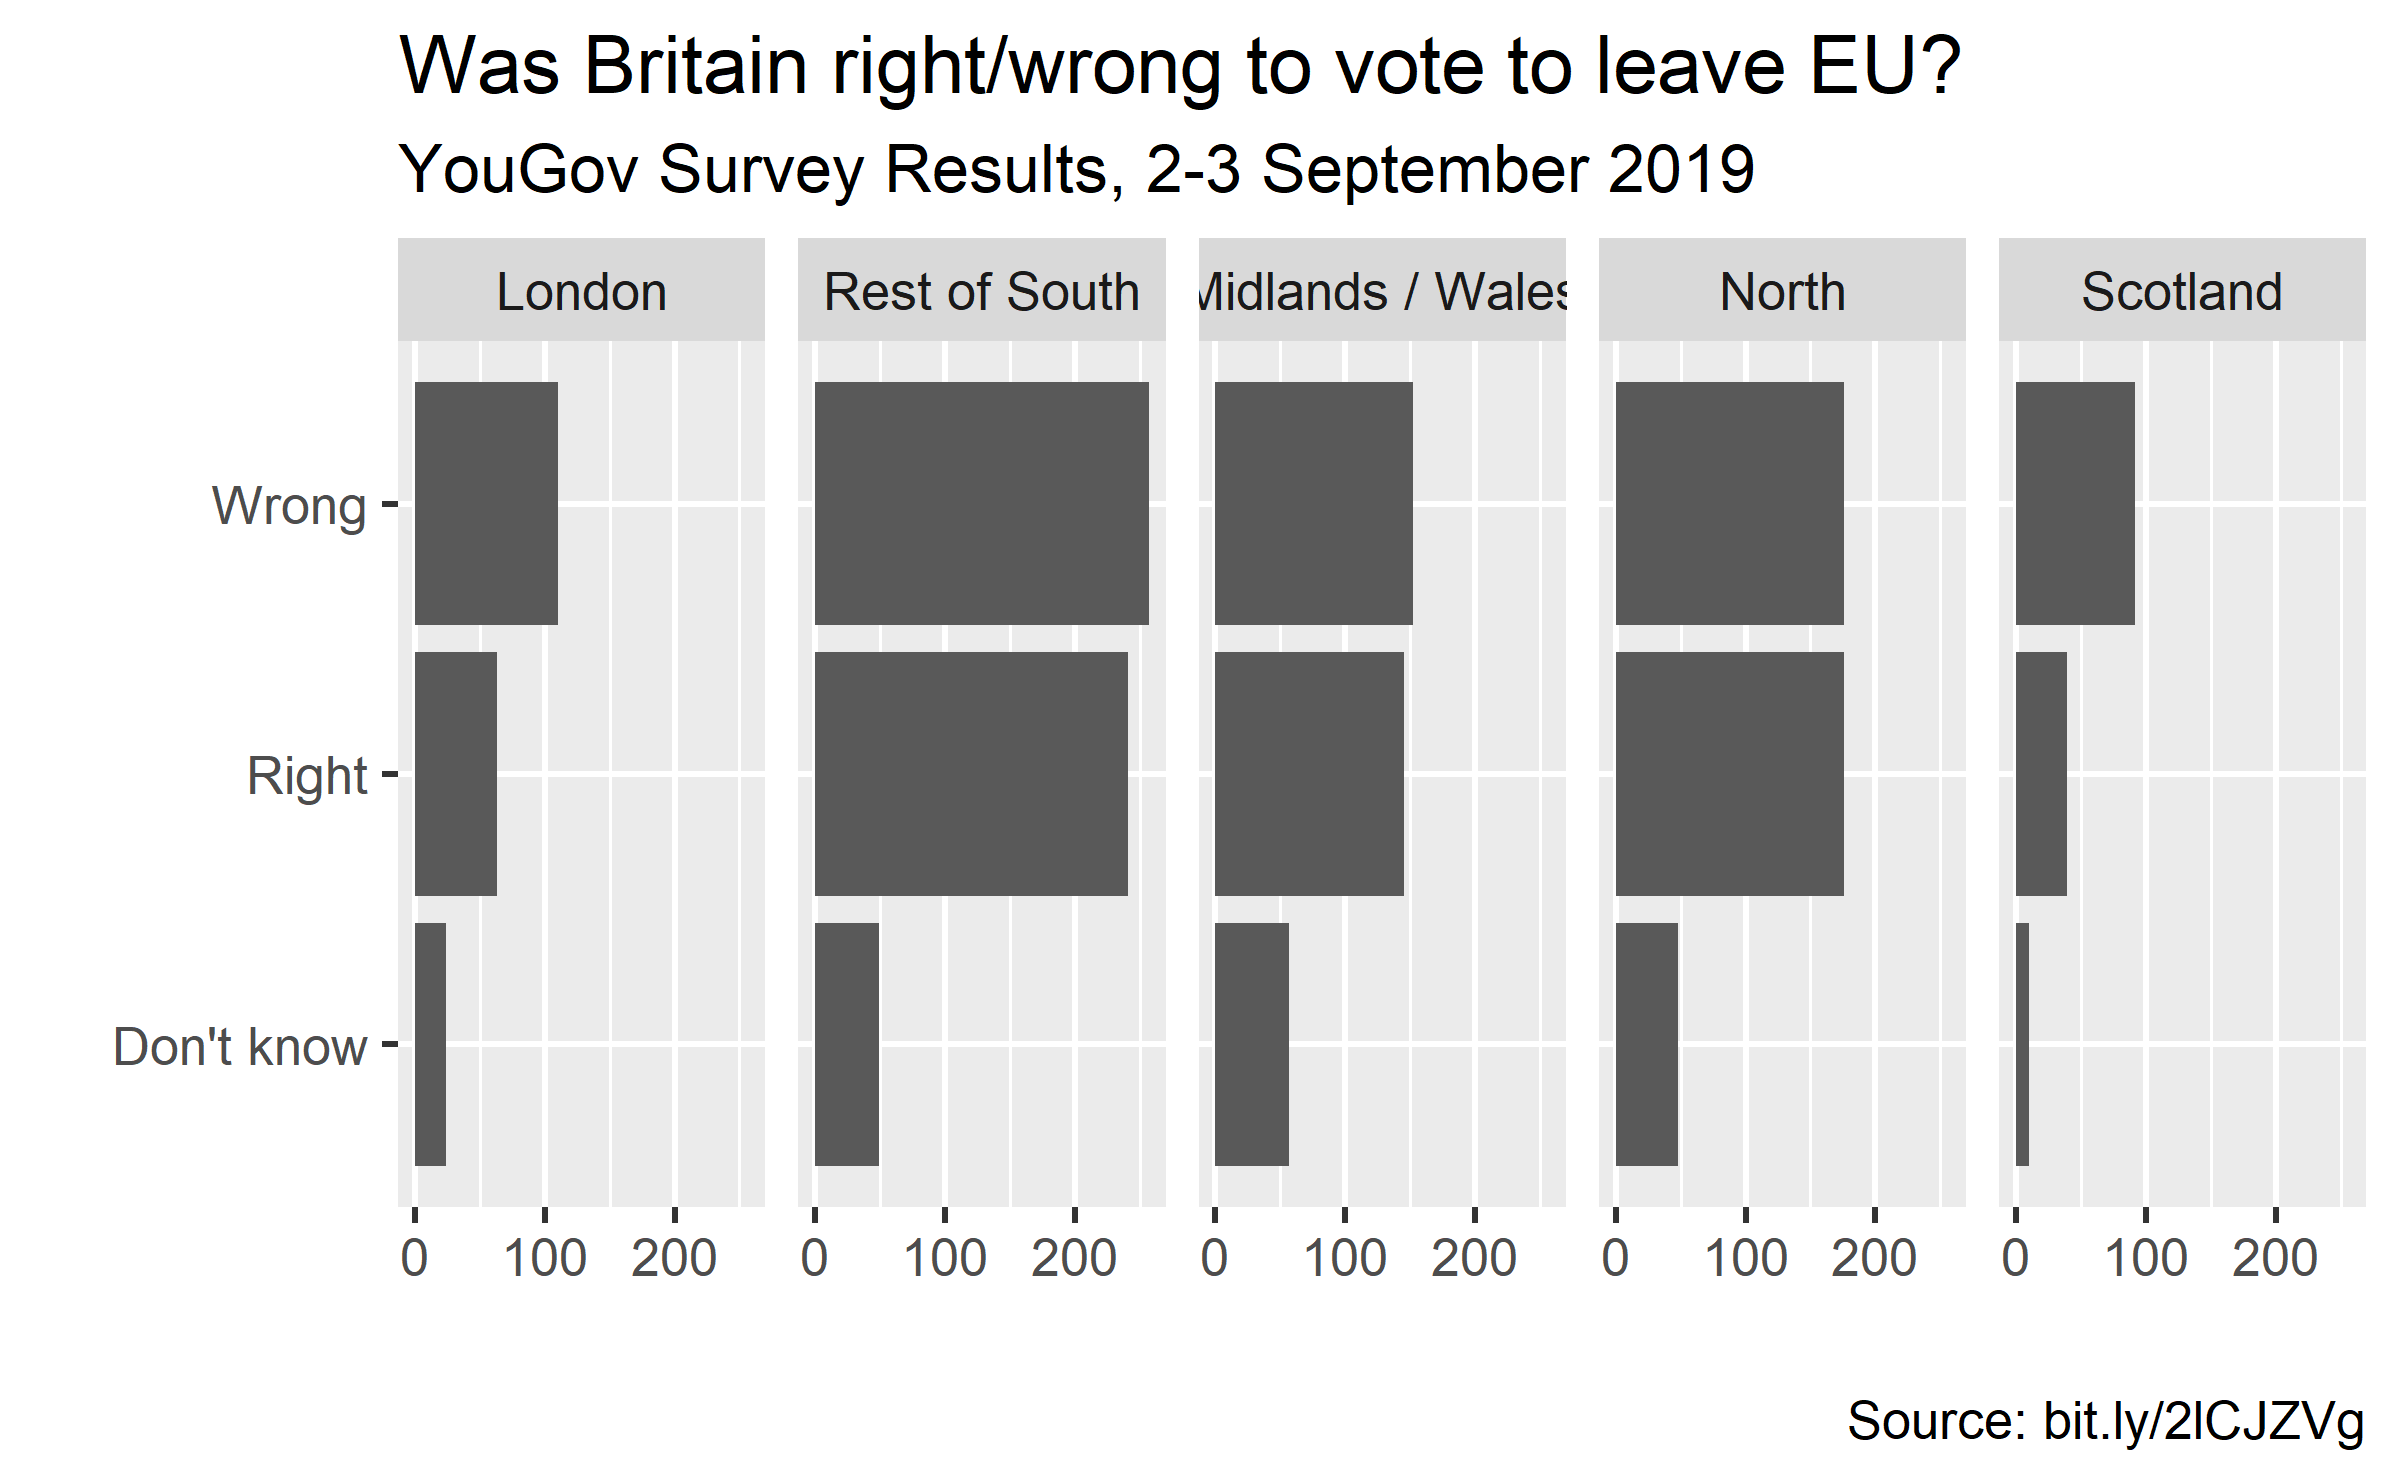 Was Britain right/wrong to vote to leave EU?
YouGov Survey Results, 2-3 September 2019
London Rest of South Midlands / Wales North Scotland
Wrong
Right
Don't know
0 100 200 0 100 200 0 100 200 0 100 200 0 100 200
Source: bit.ly/2lCJZVg